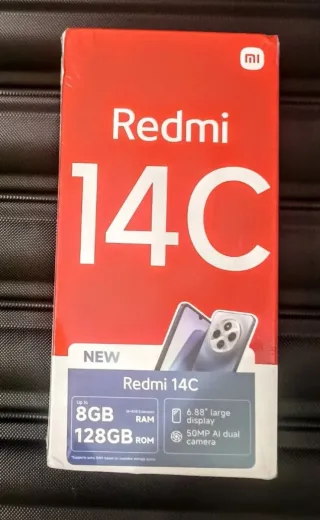 mi
Redmi
14C
NEW
Redmi 14C
Up to
8GB RAM
128GB ROM
6.88" large
display
50MP AI dual
camera